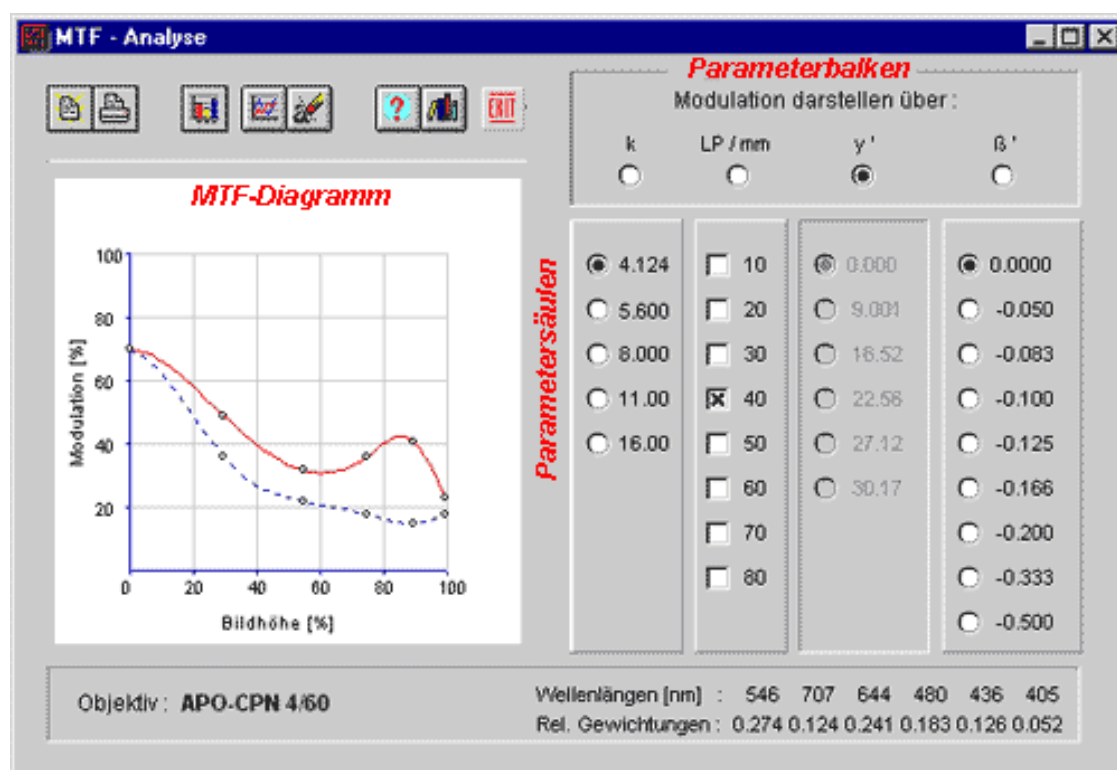 MTF - Analyse
EXIT
Parameterbalken
Modulation darstellen über :
k LP / mm y ' ß '
MTF-Diagramm
100
80
60
40
20
Modulation [%]
0 20 40 60 80 100
Bildhöhe [%]
Parametersäulen
4.124 10 0.000 0.0000
5.600 20 9.001 -0.050
8.000 30 16.52 -0.083
11.00 40 22.56 -0.100
16.00 50 27.12 -0.125
60 30.17 -0.166
70 -0.200
80 -0.333
-0.500
Objektiv : APO-CPN 4/60
Wellenlängen [nm] : 546 707 644 480 436 405
Rel. Gewichtungen : 0.274 0.124 0.241 0.183 0.126 0.052